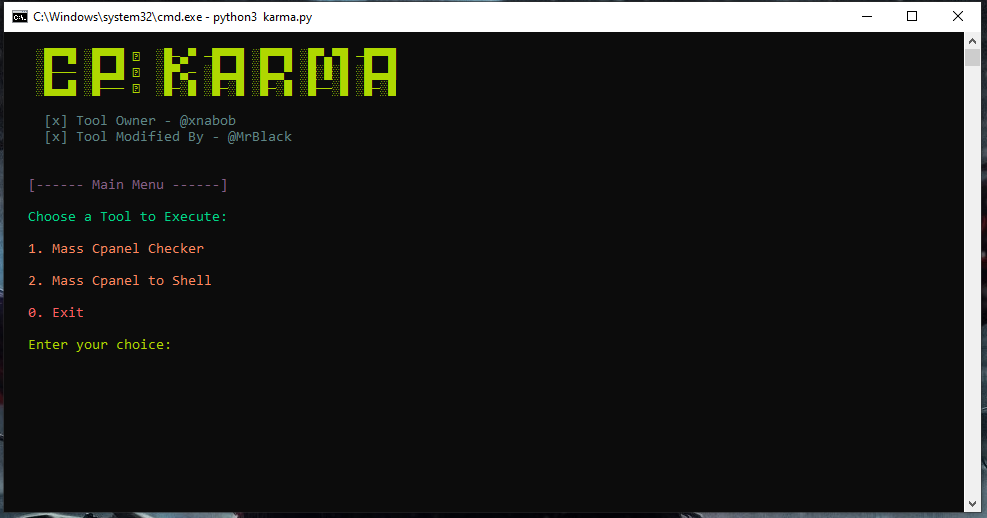 C:\Windows\system32\cmd.exe - python3  karma.py
CP:KARMA
[x] Tool Owner - @xnabob
[x] Tool Modified By - @MrBlack
[------ Main Menu ------]
Choose a Tool to Execute:
1. Mass Cpanel Checker
2. Mass Cpanel to Shell
0. Exit
Enter your choice: